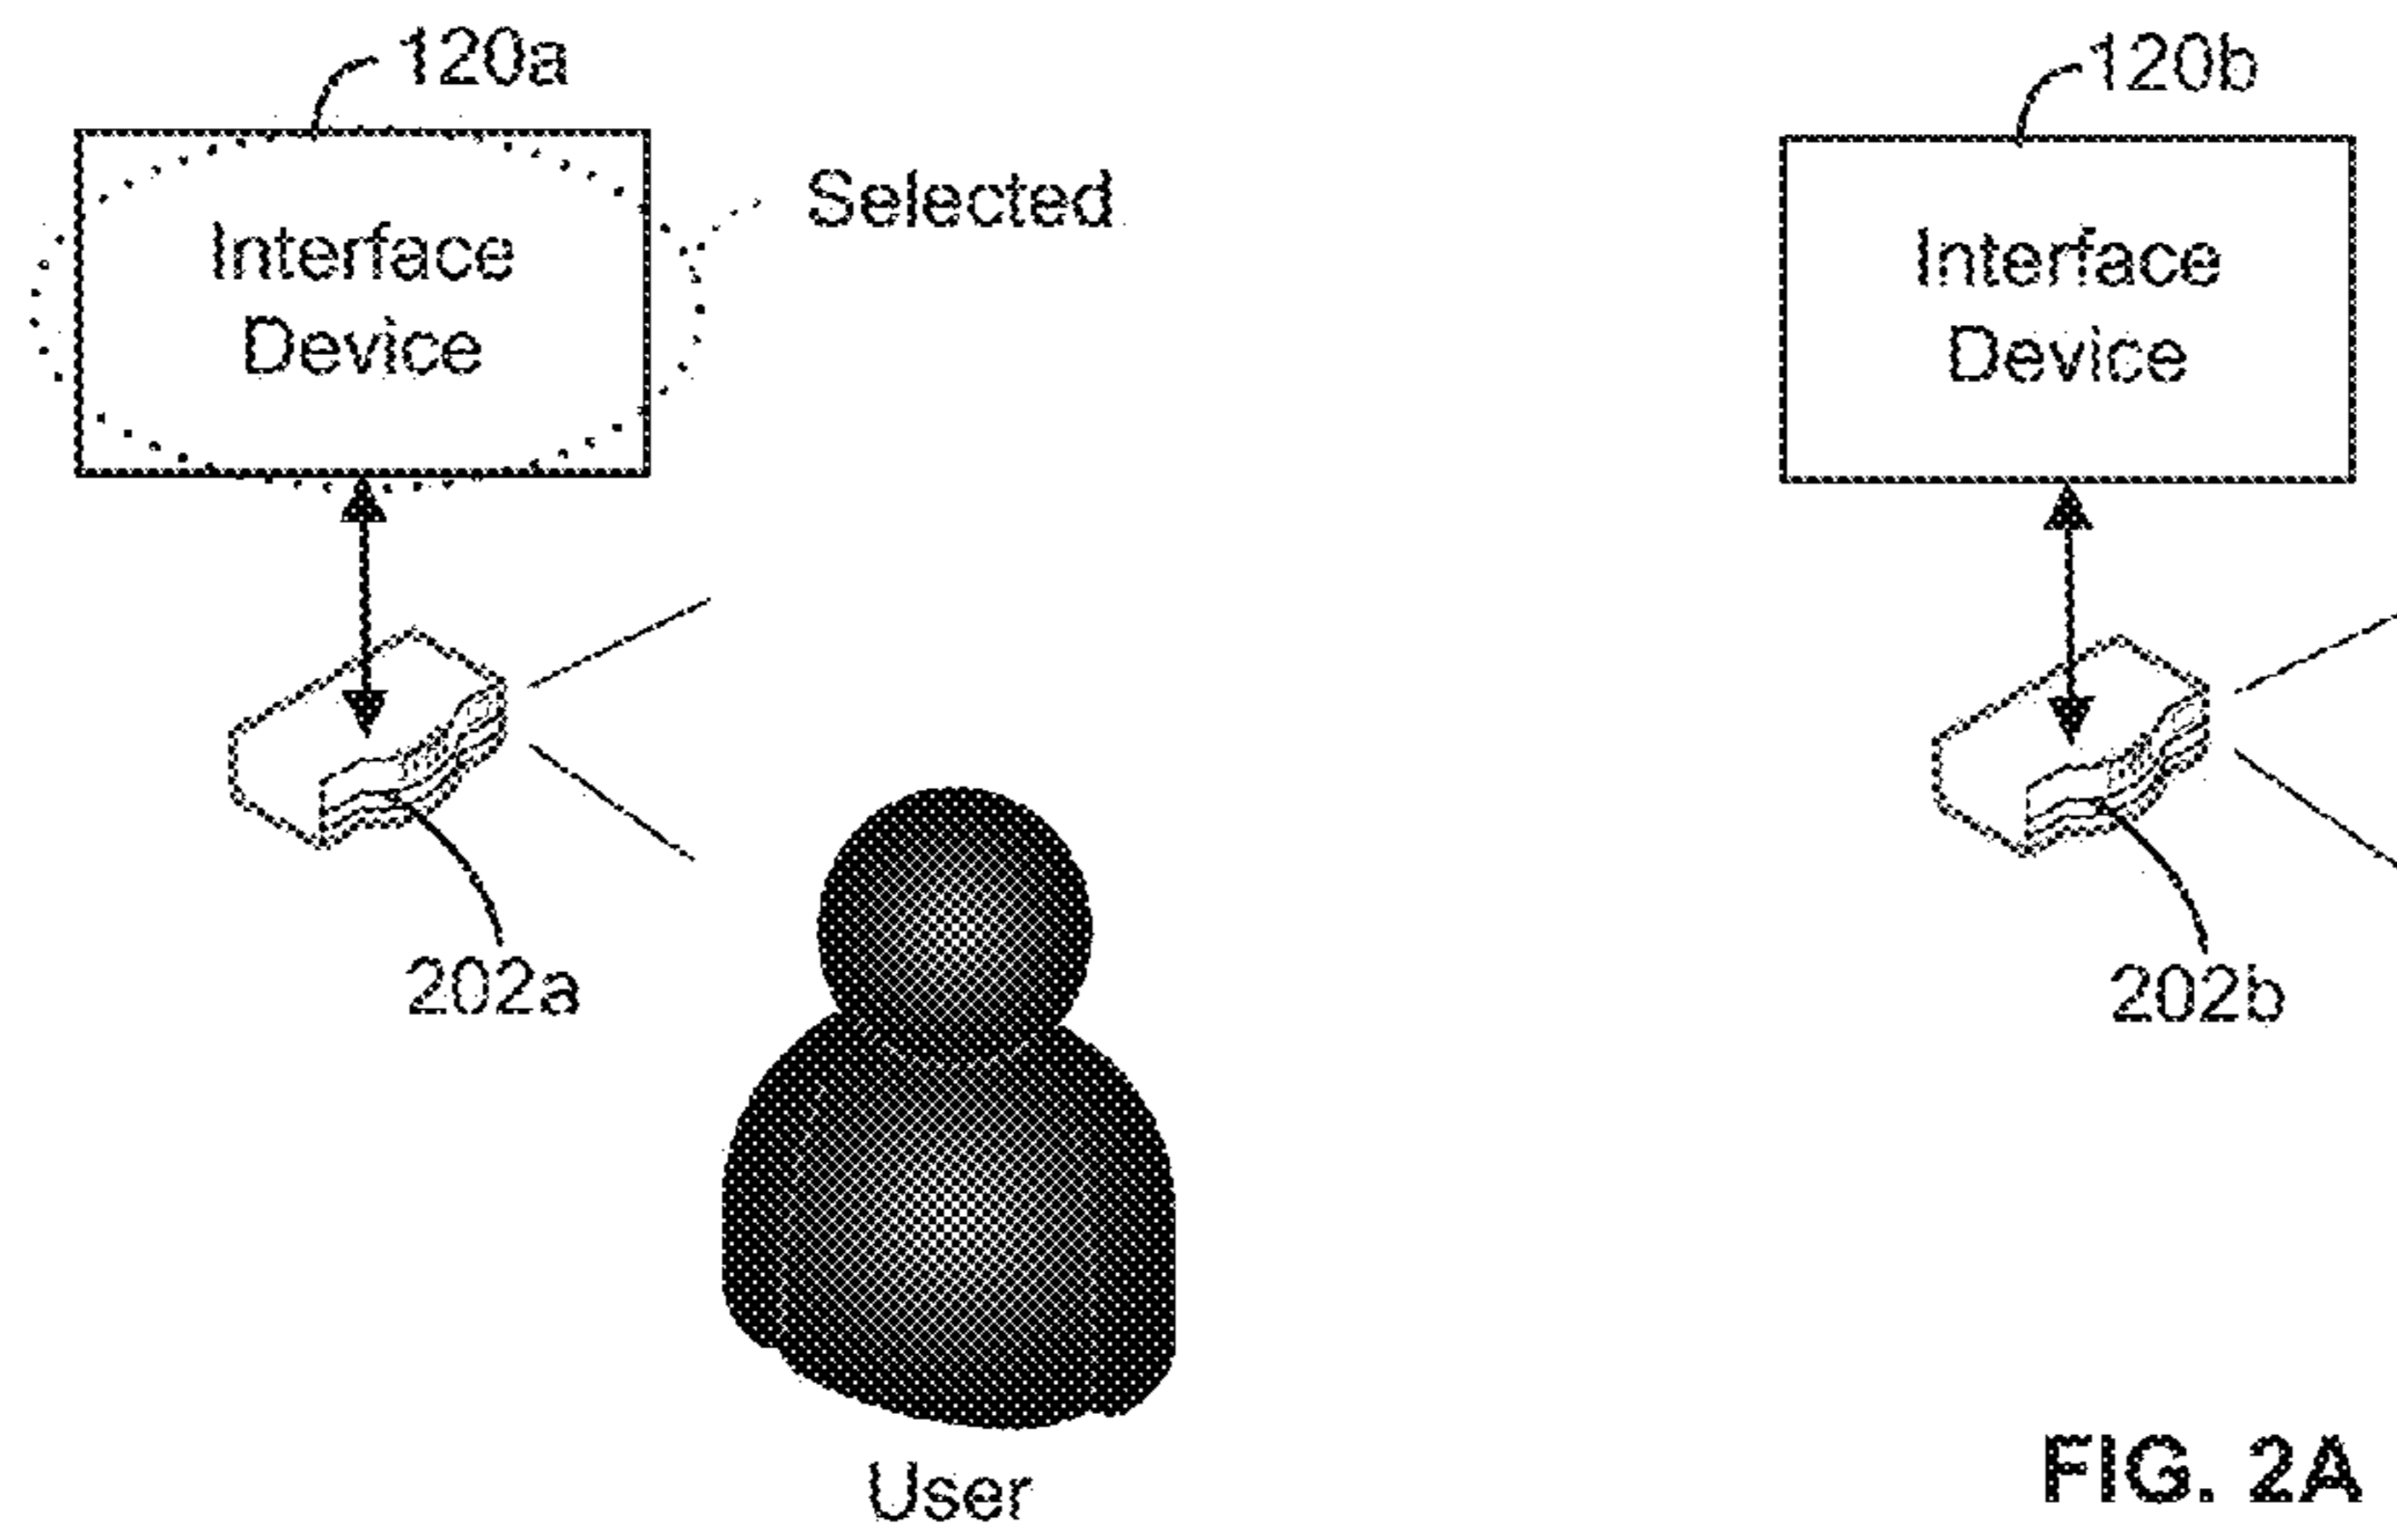 120a
120b
Selected
Interface
Device
Interface
Device
202a
202b
User
FIG. 2A